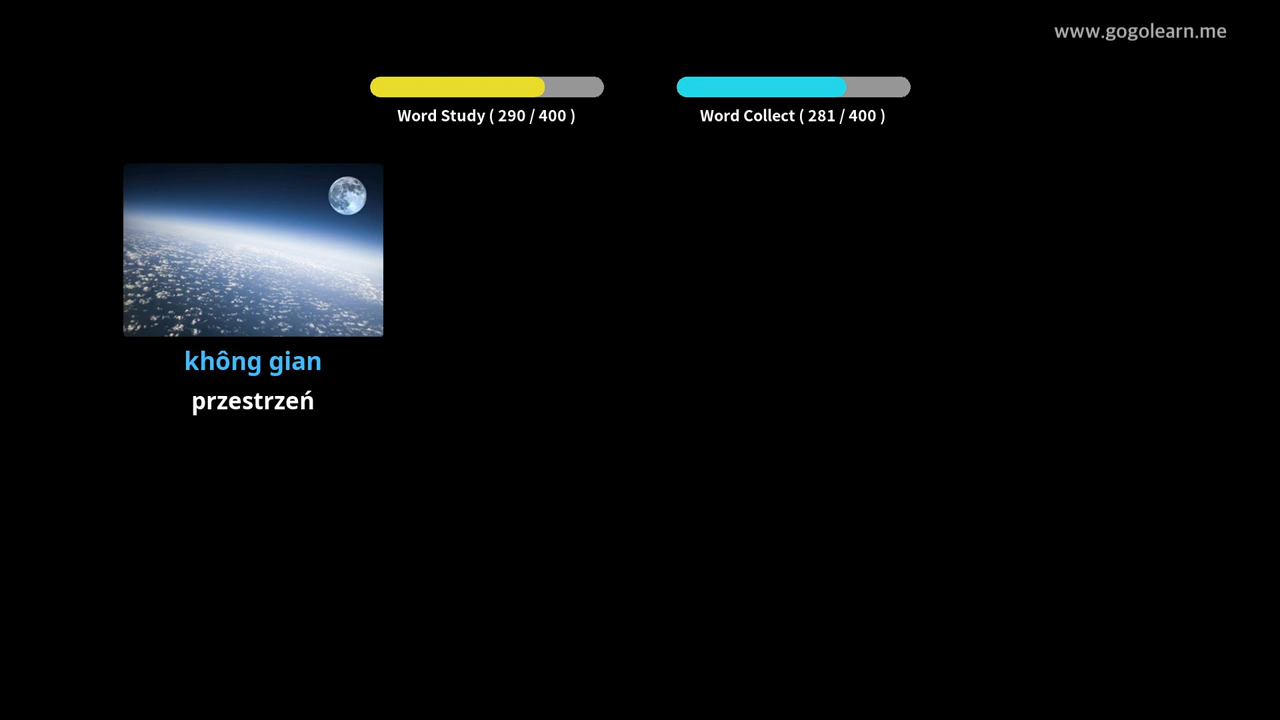 www.gogolearn.me
Word Study ( 290 / 400 )
Word Collect ( 281 / 400 )
không gian
przestrzeń